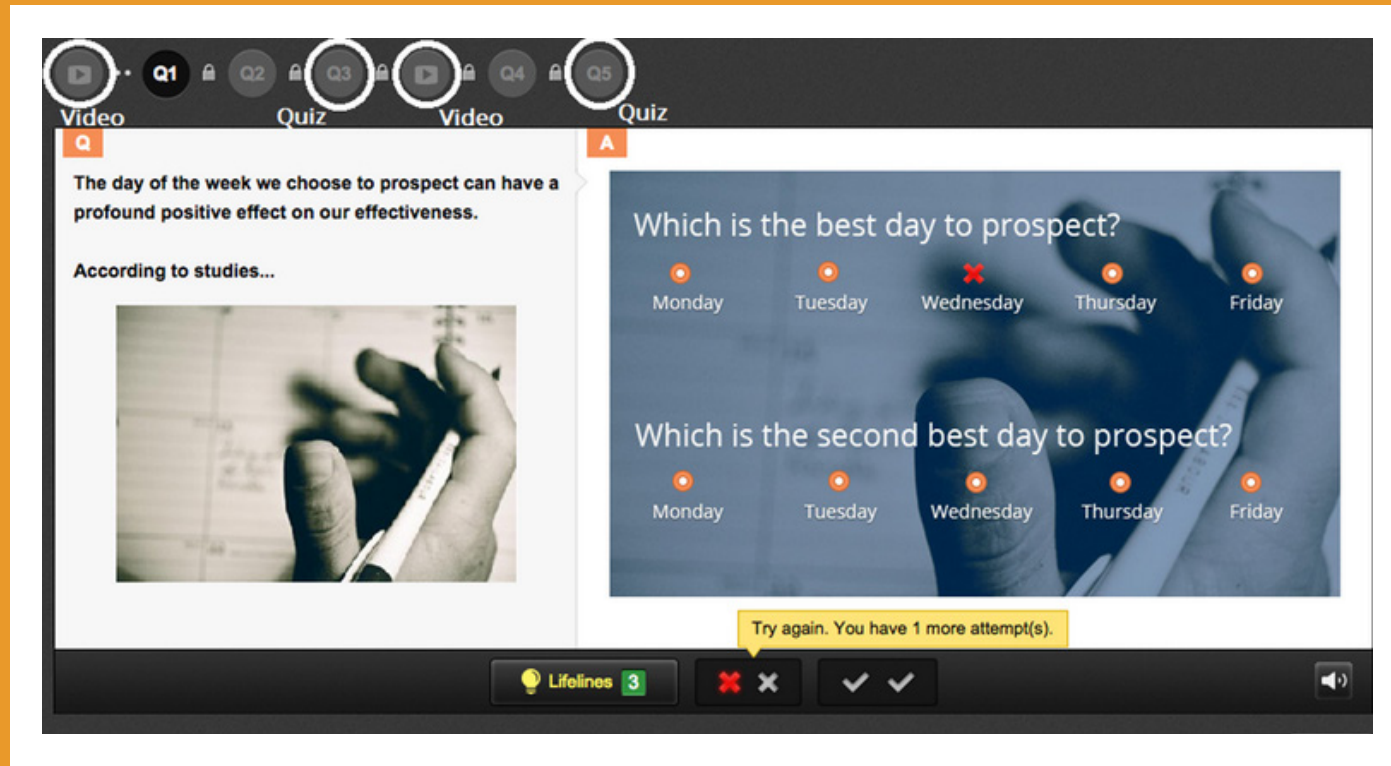 Q1 Q2 Q3 Q4 Q5
Video Quiz Video Quiz
Q
The day of the week we choose to prospect can have a
profound positive effect on our effectiveness.
According to studies...
A
Which is the best day to prospect?
Monday Tuesday Wednesday Thursday Friday
Which is the second best day to prospect?
Monday Tuesday Wednesday Thursday Friday
Try again. You have 1 more attempt(s).
Lifelines 3